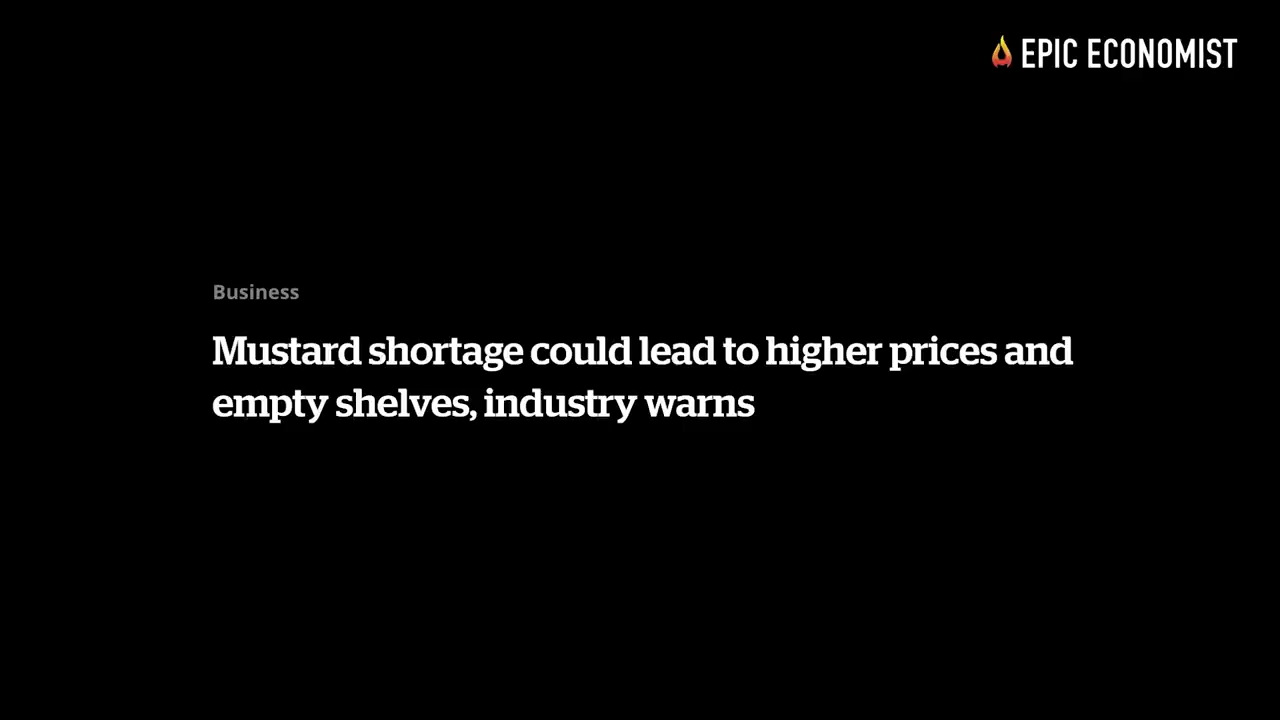 EPIC ECONOMIST
Business
Mustard shortage could lead to higher prices and
empty shelves, industry warns